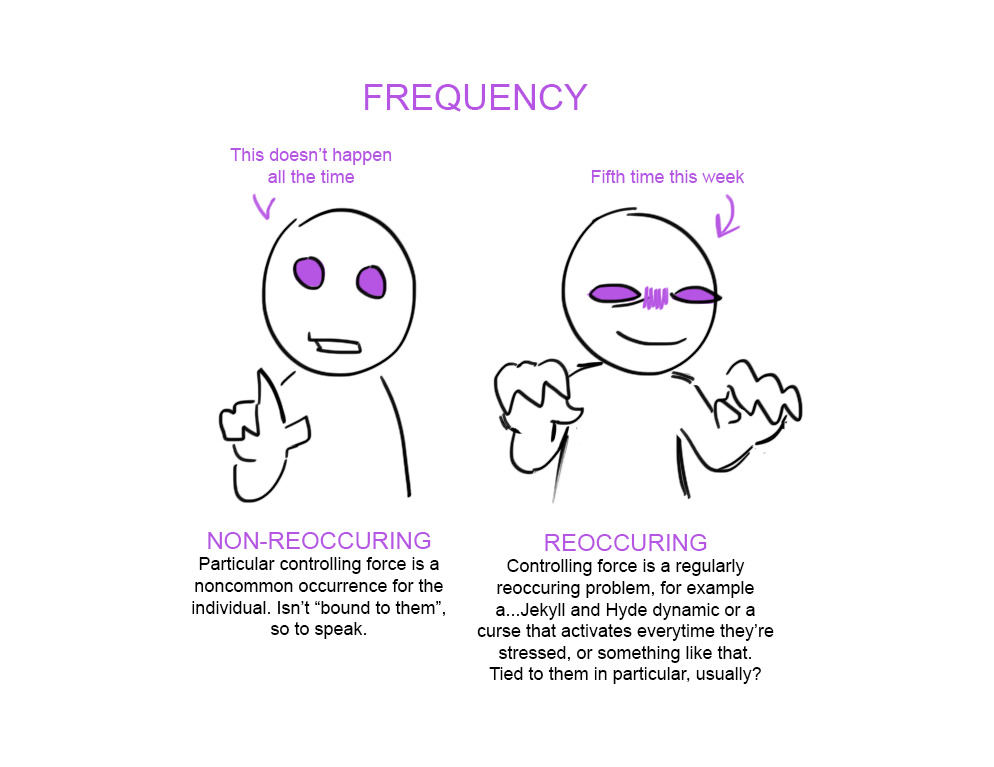 FREQUENCY
This doesn't happen
all the time
Fifth time this week
NON-REOCCURING
Particular controlling force is a
noncommon occurrence for the
individual. Isn't “bound to them”,
so to speak.
REOCCURING
Controlling force is a regularly
reoccuring problem, for example
a...Jekyll and Hyde dynamic or a
curse that activates everytime they're
stressed, or something like that.
Tied to them in particular, usually?